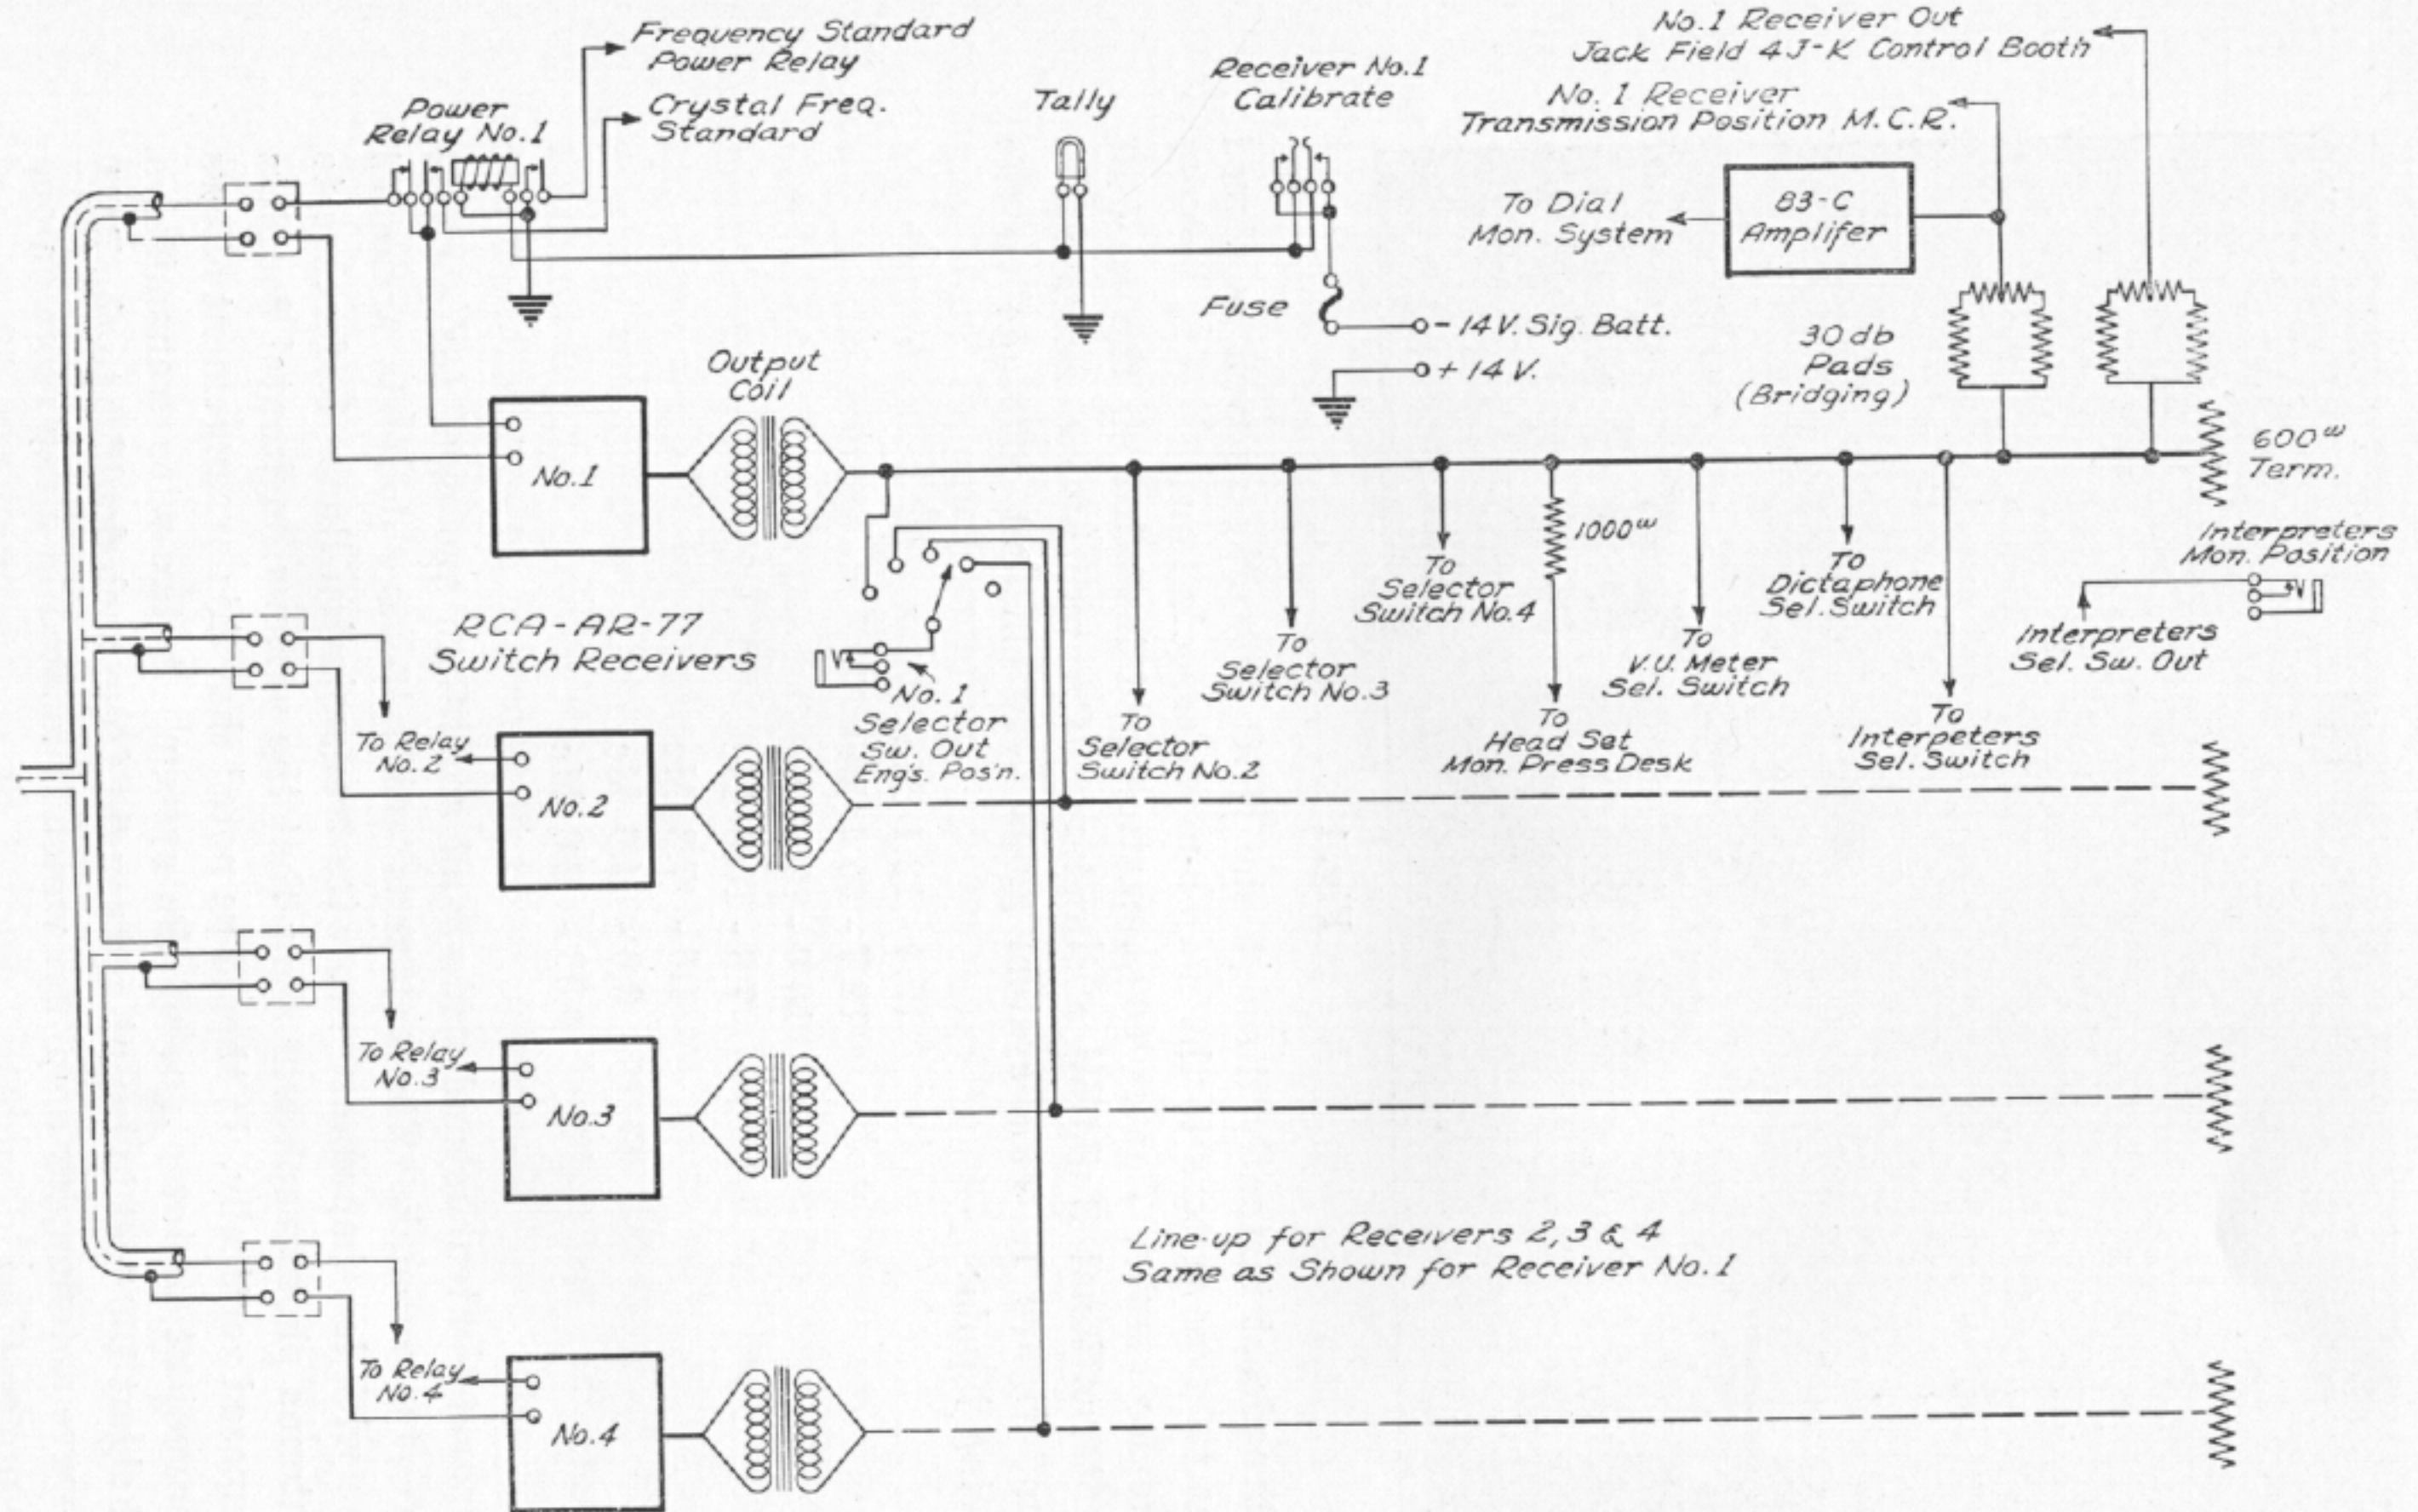 Frequency Standard
Power Relay
Crystal Freq.
Standard
Power
Relay No.1
Tally
Receiver No.1
Calibrate
No.1 Receiver Out
Jack Field 4J-K Control Booth
No. 1 Receiver
Transmission Position M.C.R.
To Dial
Mon. System
83-C
Amplifer
Fuse
- 14V. Sig. Batt.
+ 14 V.
30 db
Pads
(Bridging)
600ω
Term.
Output
Coil
No.1
1000ω
To
Selector
Switch No.2
To
Selector
Switch No.3
To
Selector
Switch No.4
To
Head Set
Mon. Press Desk
To
V.U. Meter
Sel. Switch
To
Dictaphone
Sel. Switch
To
Interpeters
Sel. Switch
Interpreters
Mon. Position
Interpreters
Sel. Sw. Out
RCA-AR-77
Switch Receivers
No. 1
Selector
Sw. Out
Eng's. Pos'n.
To Relay
No.2
No.2
To Relay
No.3
No.3
Line-up for Receivers 2, 3 & 4
Same as Shown for Receiver No.1
To Relay
No.4
No.4